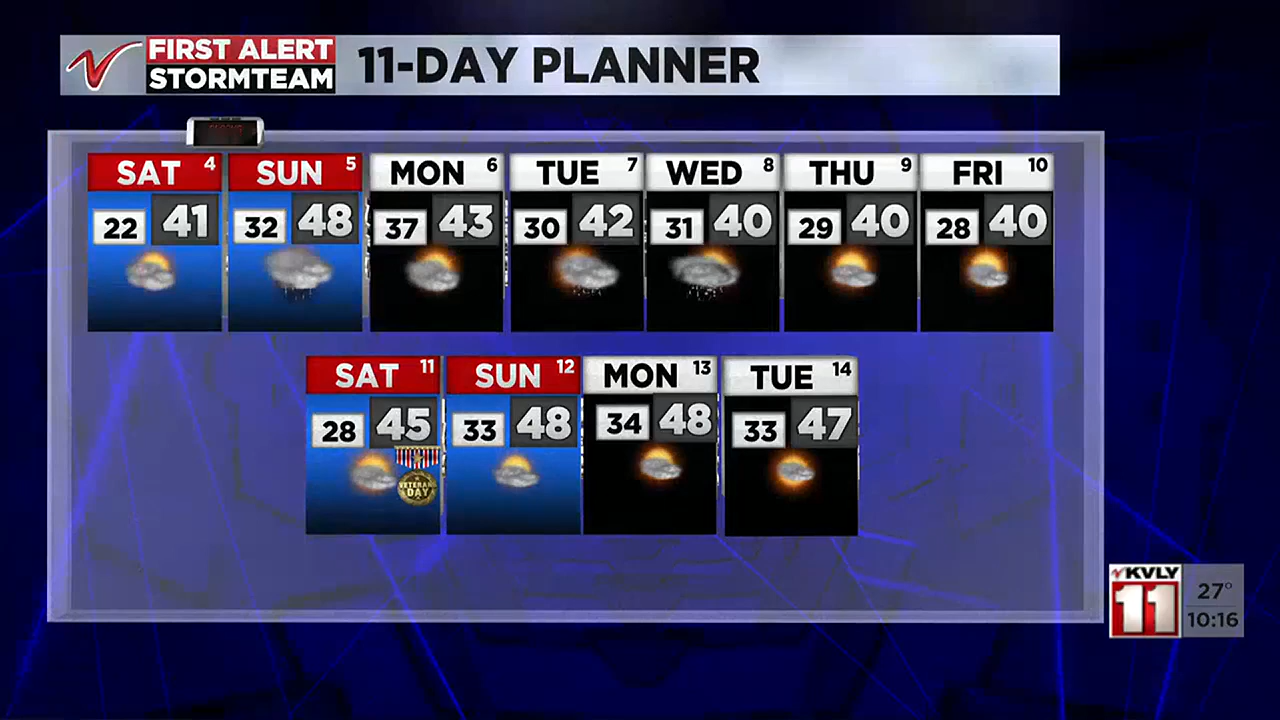 FIRST ALERT
STORMTEAM
11-DAY PLANNER
SAT 4
22 41
SUN 5
32 48
MON 6
37 43
TUE 7
30 42
WED 8
31 40
THU 9
29 40
FRI 10
28 40
SAT 11
28 45
VETERANS
DAY
SUN 12
33 48
MON 13
34 48
TUE 14
33 47
KVLY
11
27°
10:16